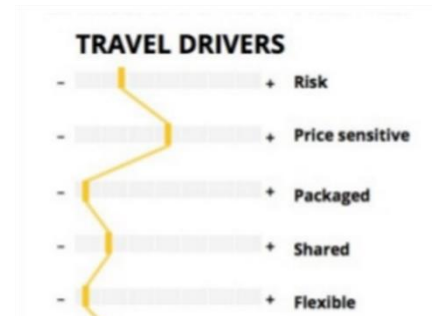 TRAVEL DRIVERS
- + Risk
- + Price sensitive
- + Packaged
- + Shared
- + Flexible